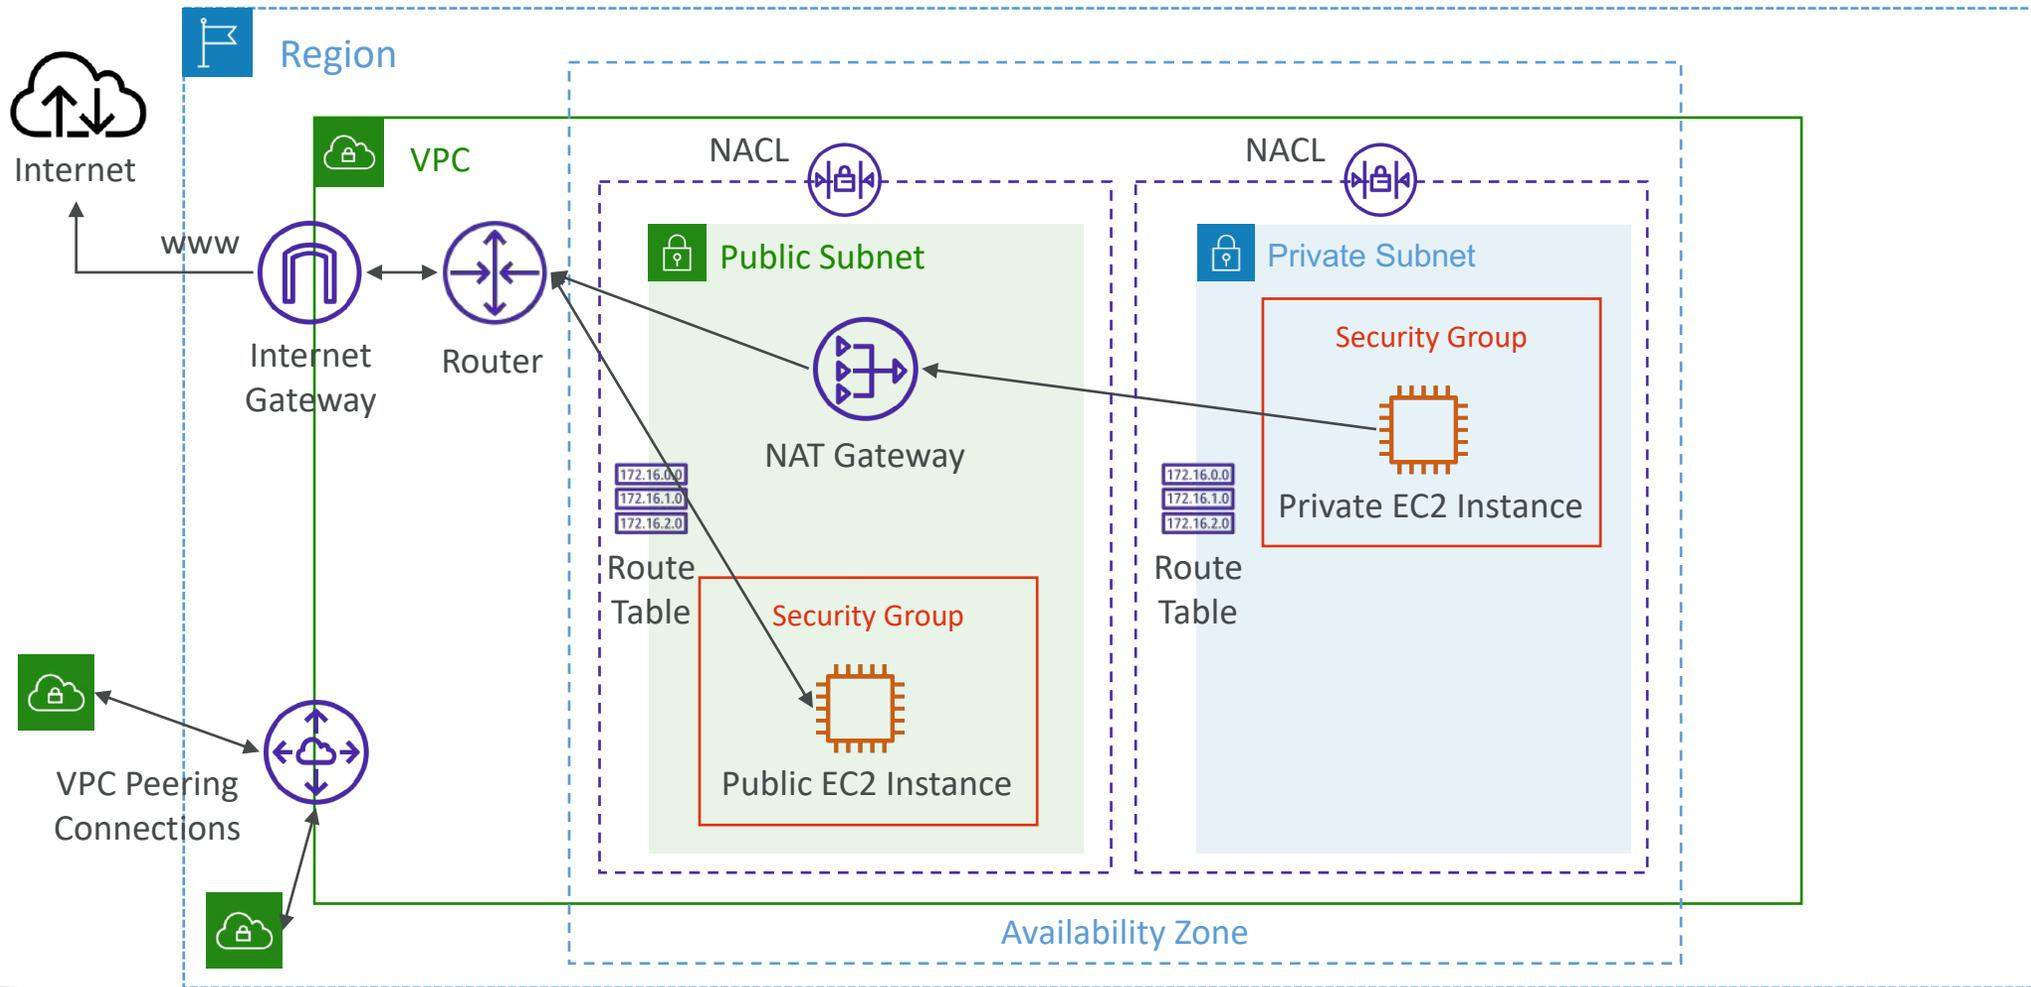 Region
Internet
VPC
NACL
NACL
www
Public Subnet
Private Subnet
Internet
Gateway
Router
Security Group
NAT Gateway
172.16.0.0
172.16.1.0
172.16.2.0
Route
Table
172.16.0.0
172.16.1.0
172.16.2.0
Route
Table
Private EC2 Instance
Security Group
Public EC2 Instance
VPC Peering
Connections
Availability Zone